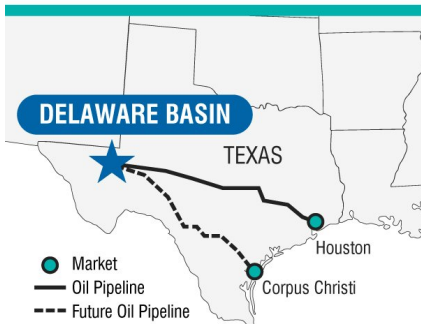 DELAWARE BASIN
TEXAS
Houston
Market
Oil Pipeline
Corpus Christi
Future Oil Pipeline